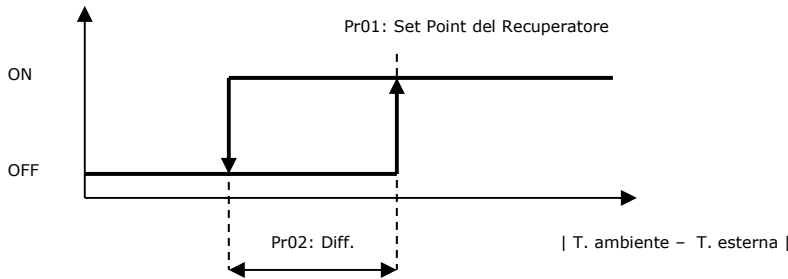 Pr01: Set Point del Recuperatore
ON
OFF
Pr02: Diff.
| T. ambiente – T. esterna |